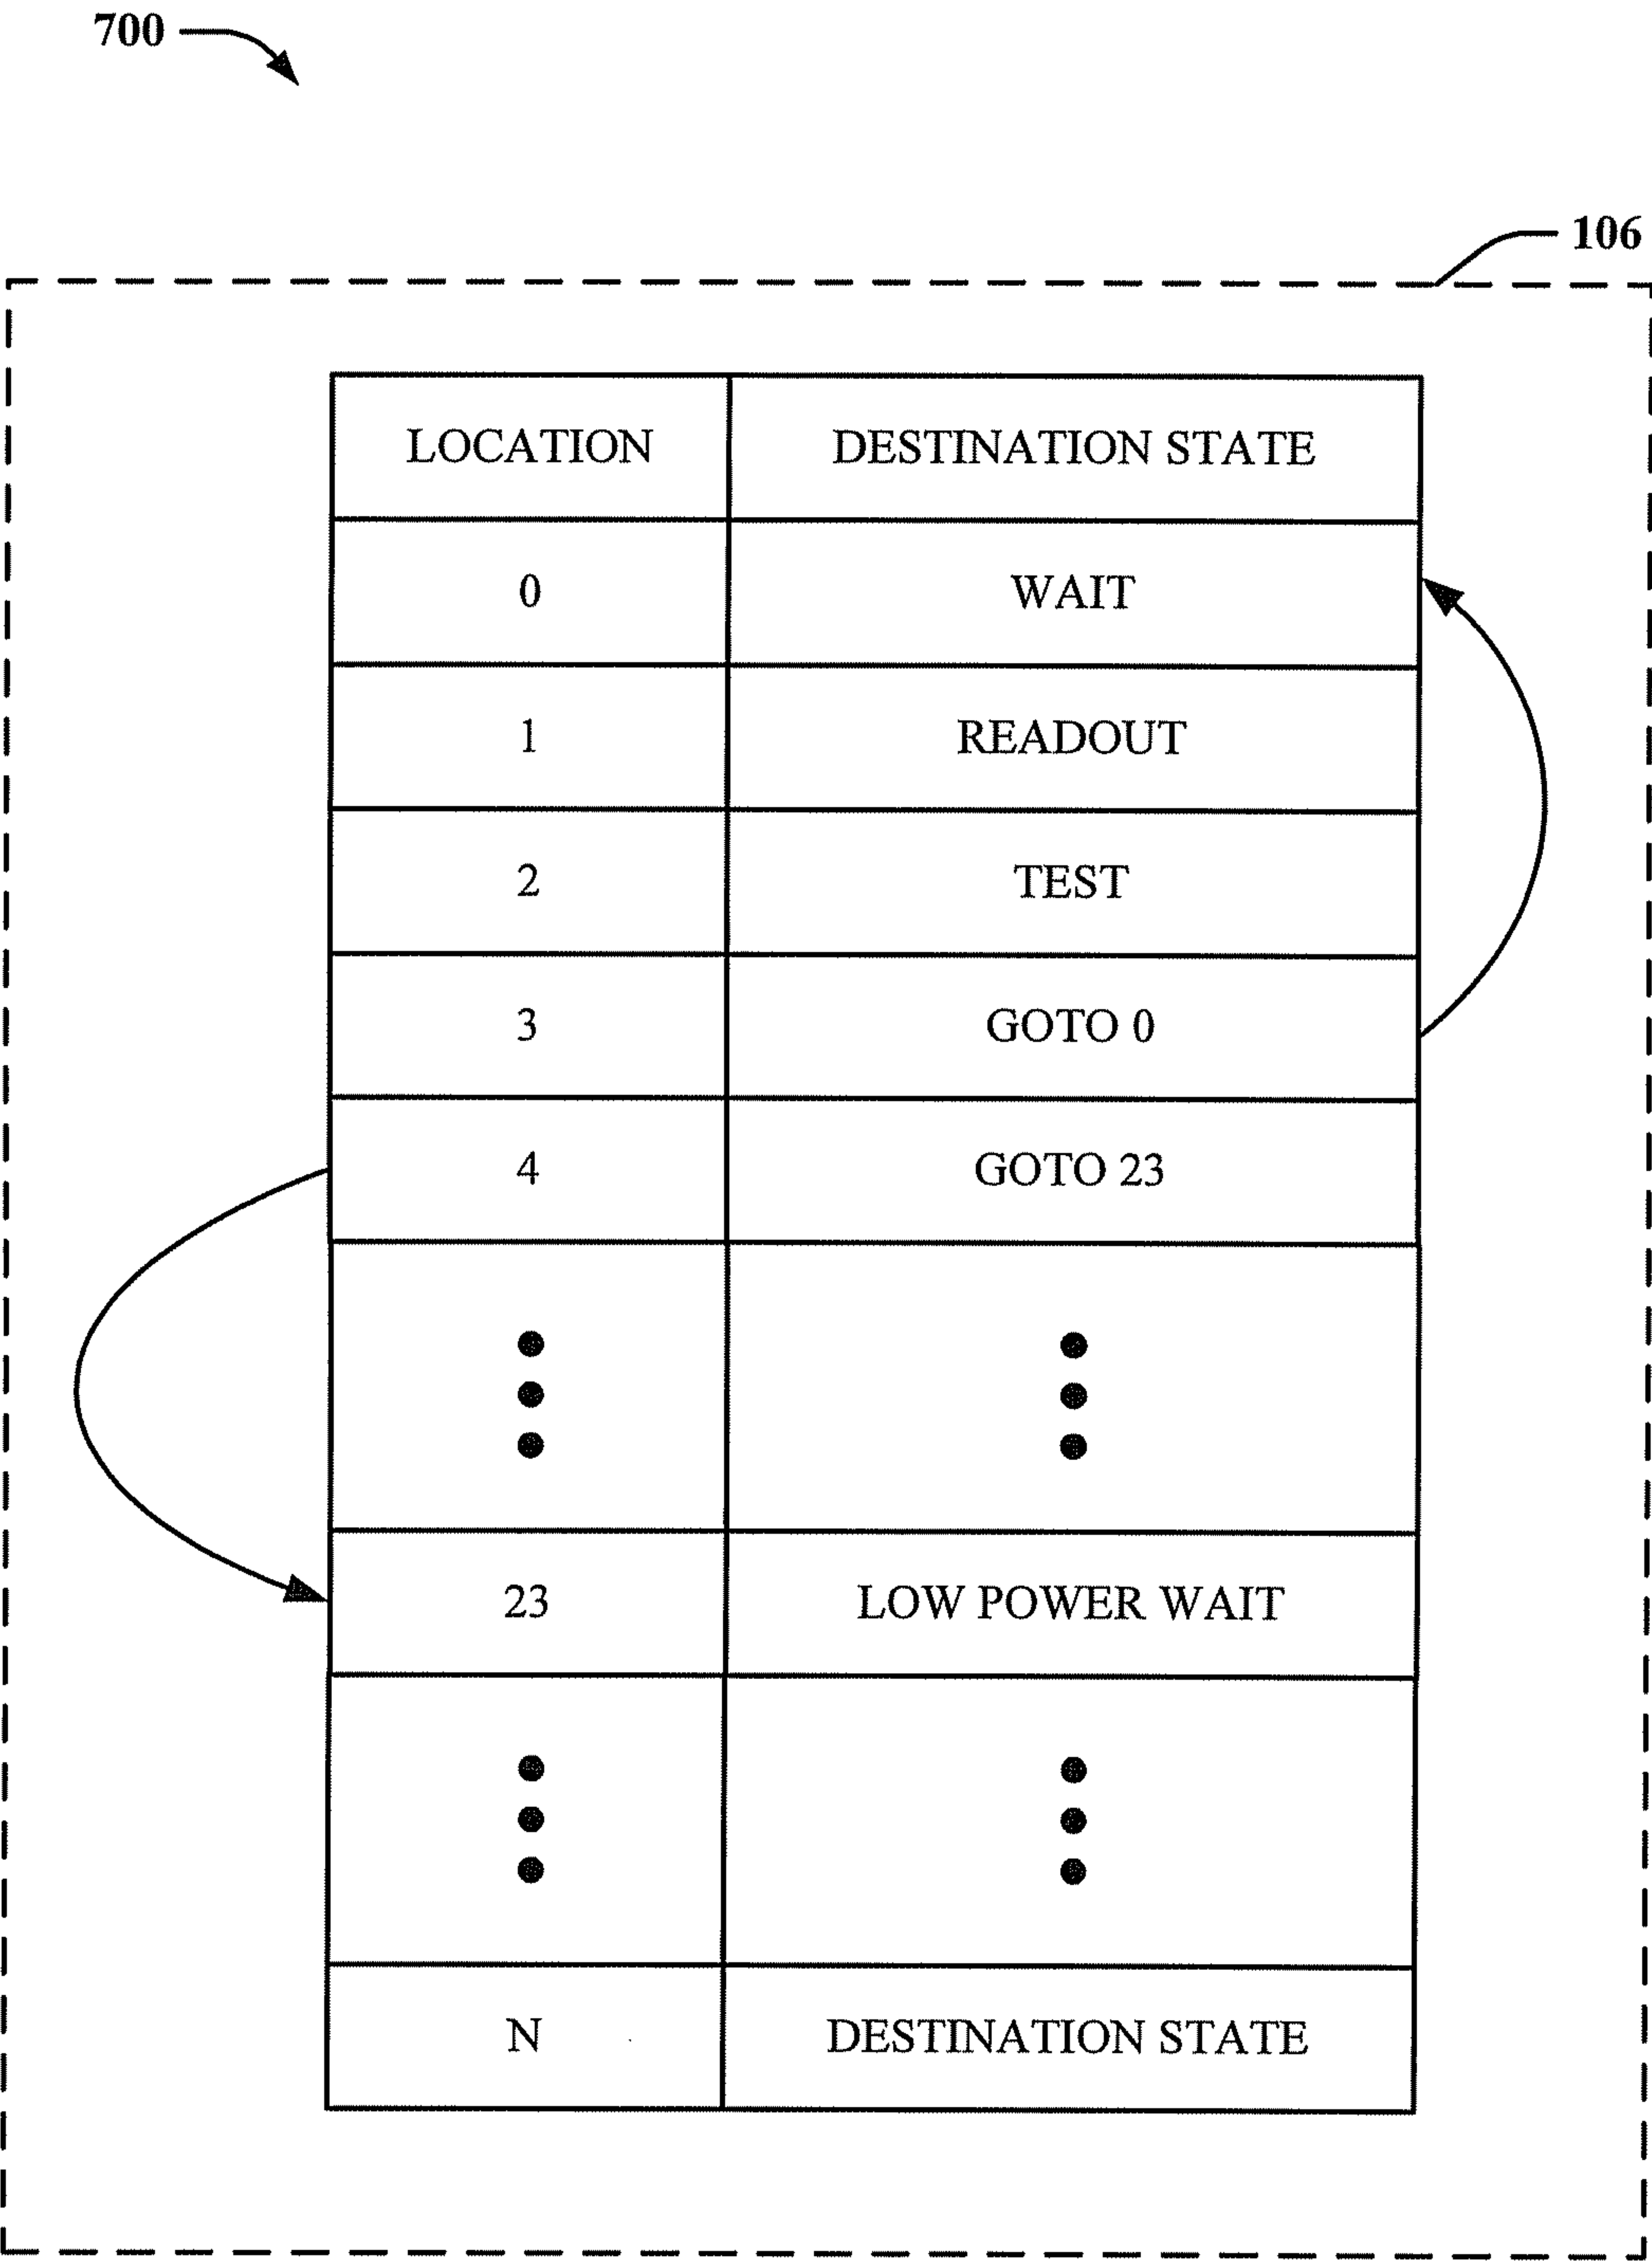 700
106
LOCATION DESTINATION STATE
0 WAIT
1 READOUT
2 TEST
3 GOTO 0
4 GOTO 23
23 LOW POWER WAIT
N DESTINATION STATE